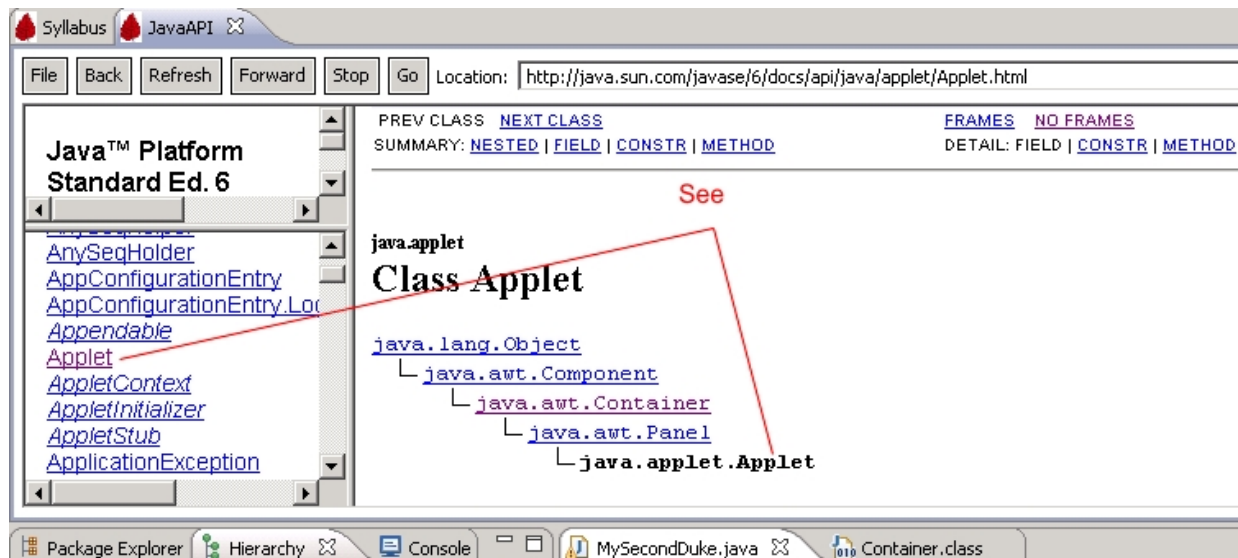 Syllabus JavaAPI
File Back Refresh Forward Stop Go Location: http://java.sun.com/javase/6/docs/api/java/applet/Applet.html
Java™ Platform
Standard Ed. 6
AnySeqHolder
AppConfigurationEntry
AppConfigurationEntry.Log
Appendable
Applet
AppletContext
AppletInitializer
AppletStub
ApplicationException
PREV CLASS NEXT CLASS FRAMES NO FRAMES
SUMMARY: NESTED | FIELD | CONSTR | METHOD DETAIL: FIELD | CONSTR | METHOD
See
java.applet
Class Applet
java.lang.Object
java.awt.Component
java.awt.Container
java.awt.Panel
java.applet.Applet
Package Explorer Hierarchy Console MySecondDuke.java Container.class